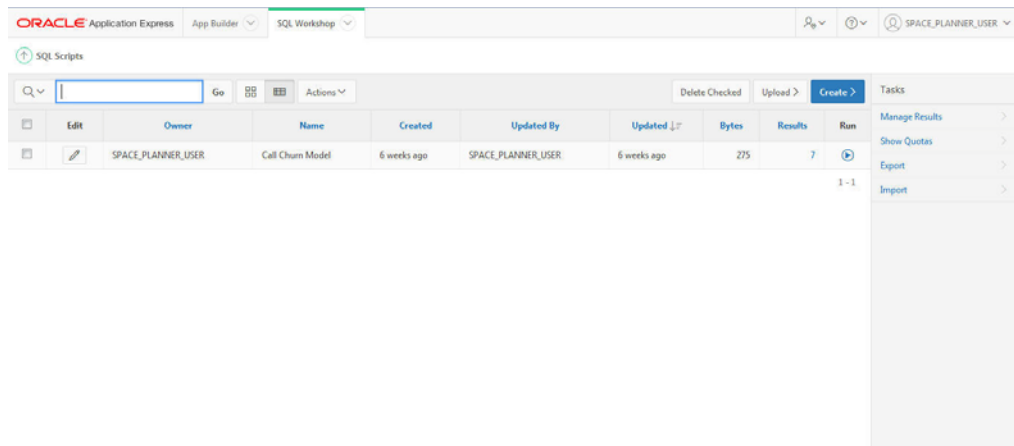 ORACLE Application Express App Builder SQL Workshop SPACE_PLANNER_USER
SQL Scripts
Go Actions Delete Checked Upload Create Tasks
Edit Owner Name Created Updated By Updated Bytes Results Run Manage Results
Show Quotas
SPACE_PLANNER_USER Call Churn Model 6 weeks ago SPACE_PLANNER_USER 6 weeks ago 275 7
Export
1 - 1
Import